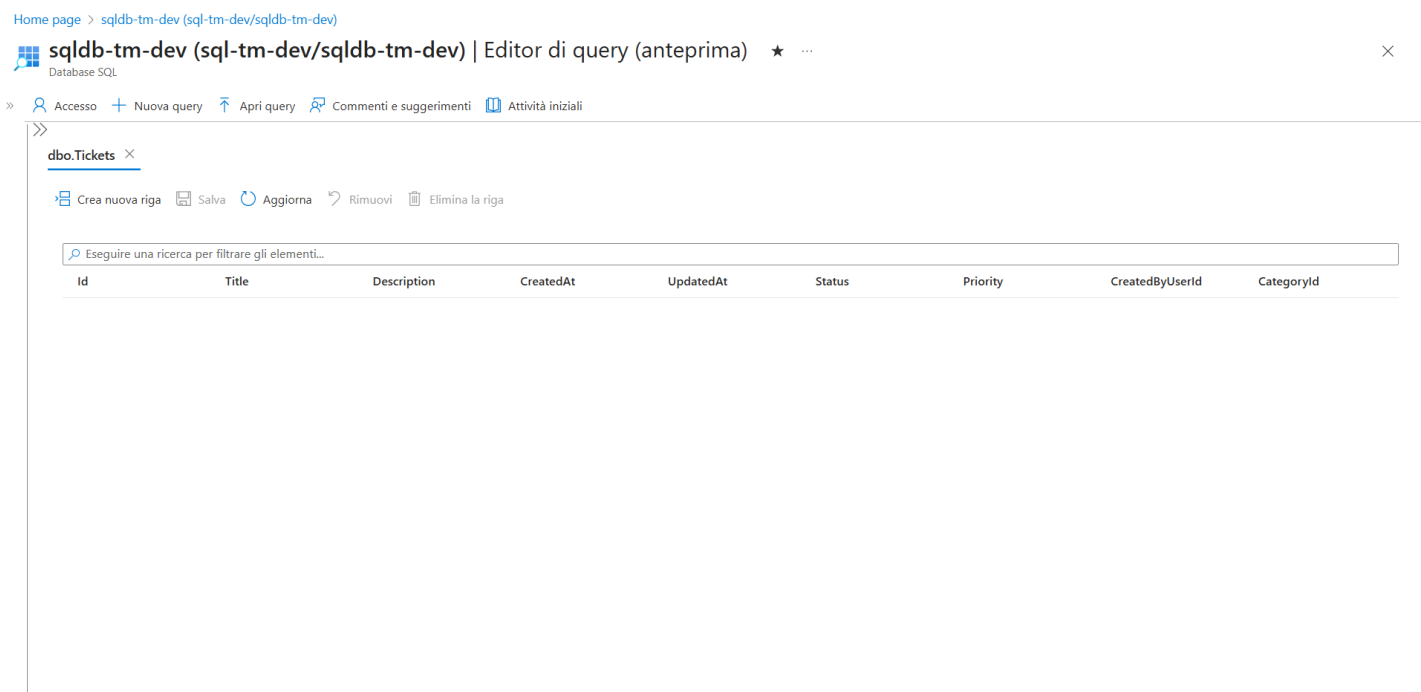 Home page > sqldb-tm-dev (sql-tm-dev/sqldb-tm-dev)
sqldb-tm-dev (sql-tm-dev/sqldb-tm-dev) | Editor di query (anteprima)
Database SQL
Accesso Nuova query Apri query Commenti e suggerimenti Attività iniziali
dbo.Tickets
Crea nuova riga Salva Aggiorna Rimuovi Elimina la riga
Eseguire una ricerca per filtrare gli elementi...
Id Title Description CreatedAt UpdatedAt Status Priority CreatedByUserId CategoryId